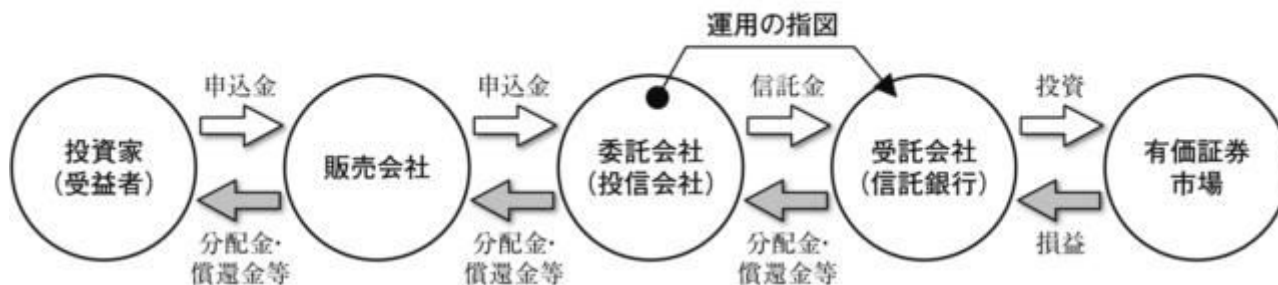 運用の指図
申込金
申込金
信託金
投資
投資家
(受益者)
販売会社
委託会社
(投信会社)
受託会社
(信託銀行)
有価証券
市場
分配金・
償還金等
分配金・
償還金等
分配金・
償還金等
損益